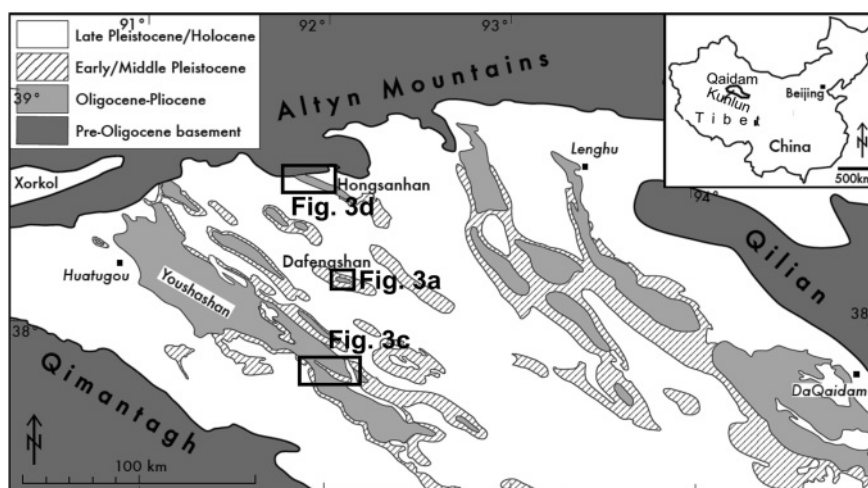 91°
92°
93°
39°
94°
38°
38
Late Pleistocene/Holocene
Early/Middle Pleistocene
Oligocene-Pliocene
Pre-Oligocene basement
Altyn Mountains
Qaidam
Kunlun
Tibet
Beijing
China
N
500km
Xorkol
Hongsanhan
Fig. 3d
Lenghu
Dafengshan
Fig. 3a
Huatugou
Youshashan
Fig. 3c
Qilian
Qimantagh
DaQaidam
N
100 km